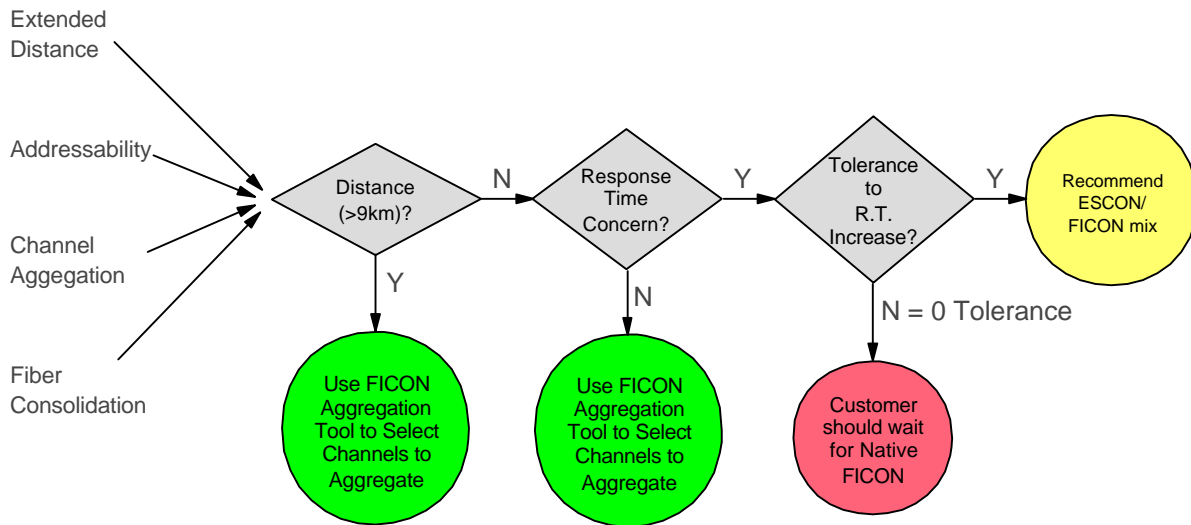 Extended
Distance
Addressability
Channel
Aggegation
Fiber
Consolidation
Distance
(>9km)?
N
Y
Use FICON
Aggregation
Tool to Select
Channels to
Aggregate
Response
Time
Concern?
Y
N
Use FICON
Aggregation
Tool to Select
Channels to
Aggregate
Tolerance
to
R.T.
Increase?
Y
N = 0 Tolerance
Customer
should wait
for Native
FICON
Recommend
ESCON/
FICON mix